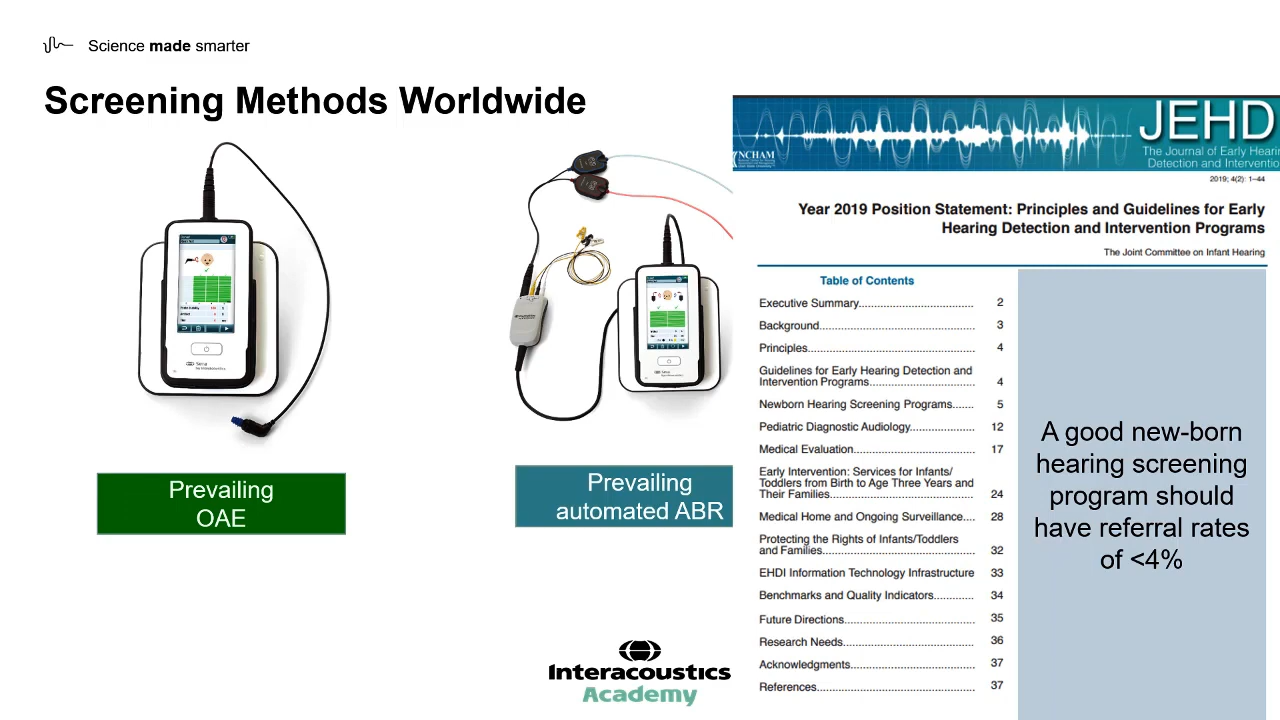 Science made smarter
Screening Methods Worldwide
Prevailing
OAE
Prevailing
automated ABR
Interacoustics
Academy
NCHAM
JEHD
The Journal of Early Hearin
Detection and Interventio
2019; 4(2): 1–44
Year 2019 Position Statement: Principles and Guidelines for Early
Hearing Detection and Intervention Programs
The Joint Committee on Infant Hearing
Table of Contents
Executive Summary.......................... 2
Background..................................... 3
Principles......................................... 4
Guidelines for Early Hearing Detection and
Intervention Programs........................ 4
Newborn Hearing Screening Programs....... 5
Pediatric Diagnostic Audiology................ 12
Medical Evaluation............................... 17
Early Intervention: Services for Infants/
Toddlers from Birth to Age Three Years and
Their Families................................... 24
Medical Home and Ongoing Surveillance.... 28
Protecting the Rights of Infants/Toddlers
and Families..................................... 32
EHDI Information Technology Infrastructure 33
Benchmarks and Quality Indicators............. 34
Future Directions................................ 35
Research Needs................................. 36
Acknowledgments............................... 37
References........................................ 37
A good new-born
hearing screening
program should
have referral rates
of <4%